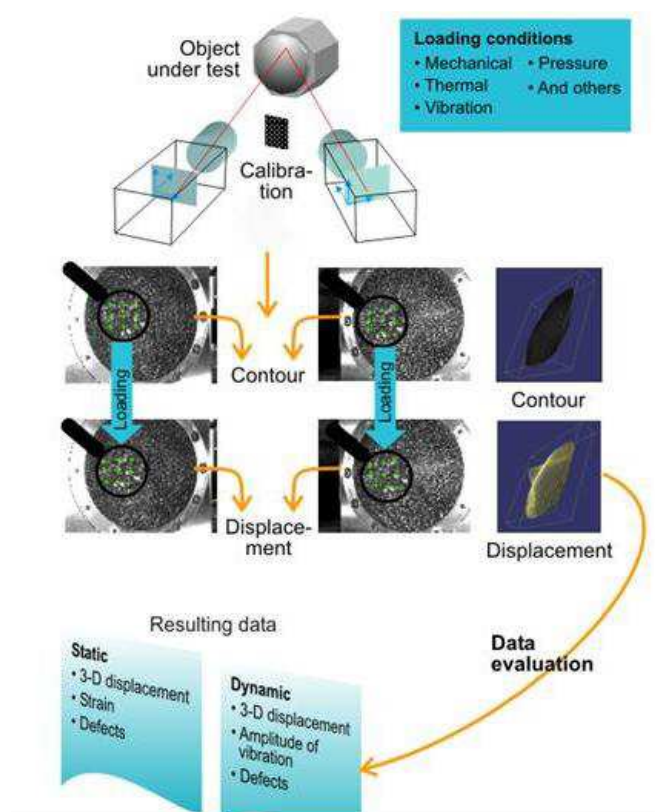 Object
under test
Loading conditions
• Mechanical
• Thermal
• Vibration
• Pressure
• And others
Calibra-
tion
Loading
Contour
Loading
Contour
Displace-
ment
Displacement
Resulting data
Data
evaluation
Static
• 3-D displacement
• Strain
• Defects
Dynamic
• 3-D displacement
• Amplitude of
vibration
• Defects